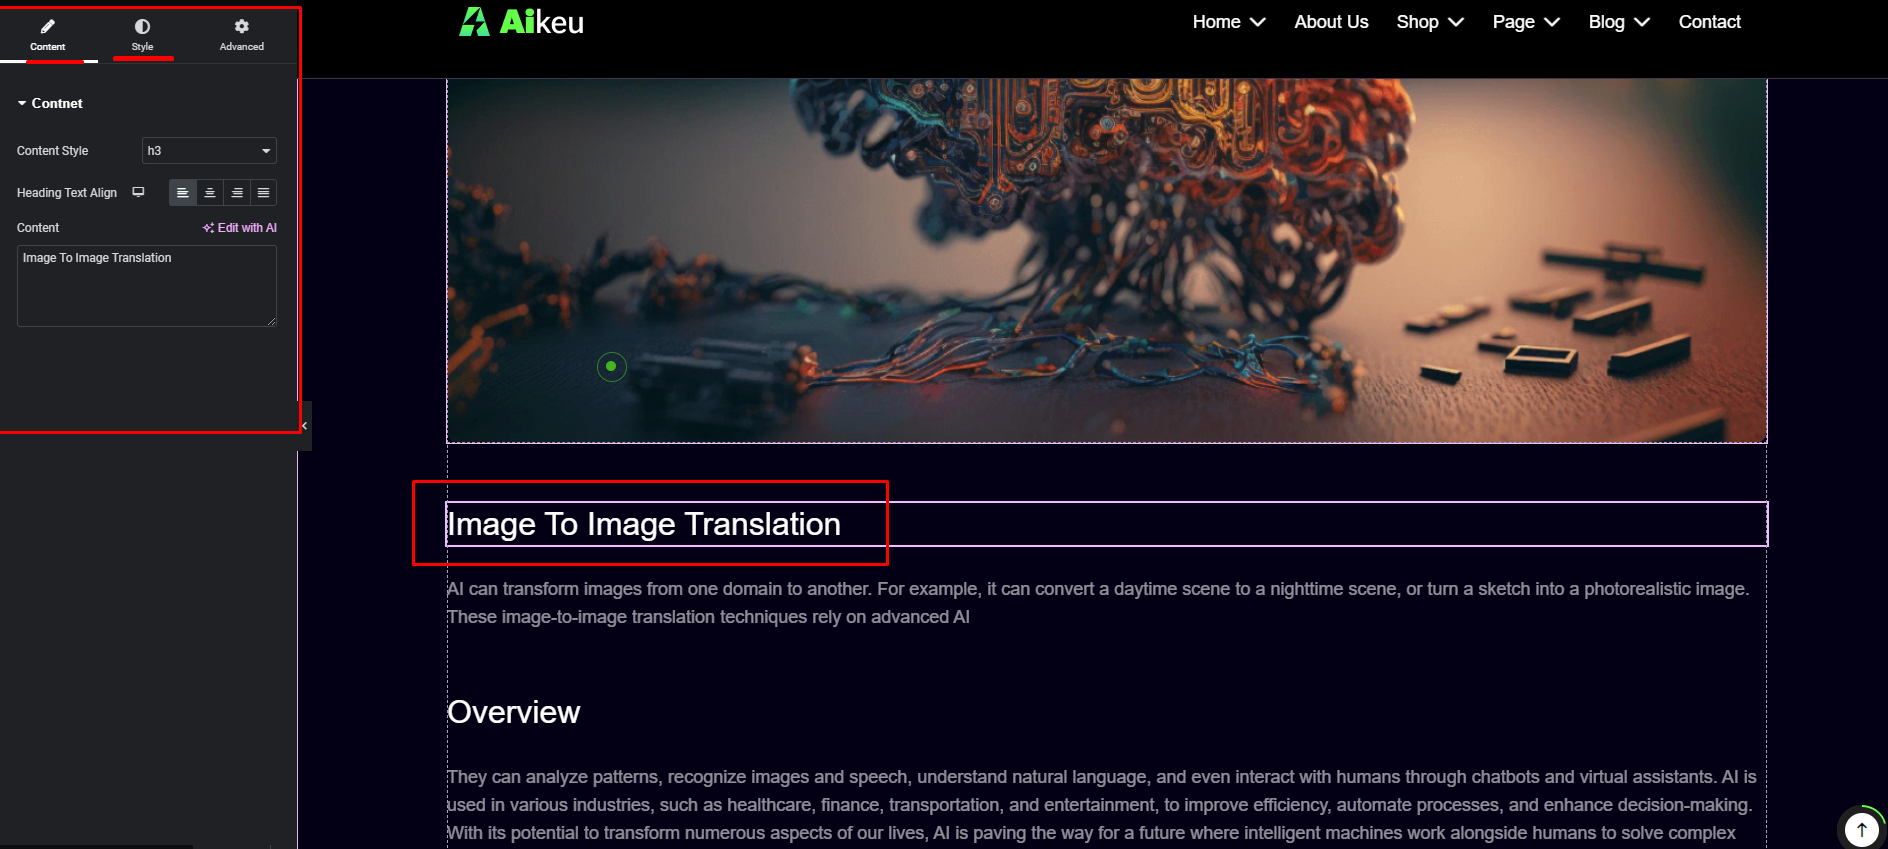 Content
Style
Advanced
Contnet
Content Style
h3
Heading Text Align
Content
Edit with AI
Image To Image Translation
Aikeu
Home
About Us
Shop
Page
Blog
Contact
Image To Image Translation
AI can transform images from one domain to another. For example, it can convert a daytime scene to a nighttime scene, or turn a sketch into a photorealistic image.
These image-to-image translation techniques rely on advanced AI
Overview
They can analyze patterns, recognize images and speech, understand natural language, and even interact with humans through chatbots and virtual assistants. AI is
used in various industries, such as healthcare, finance, transportation, and entertainment, to improve efficiency, automate processes, and enhance decision-making.
With its potential to transform numerous aspects of our lives, AI is paving the way for a future where intelligent machines work alongside humans to solve complex